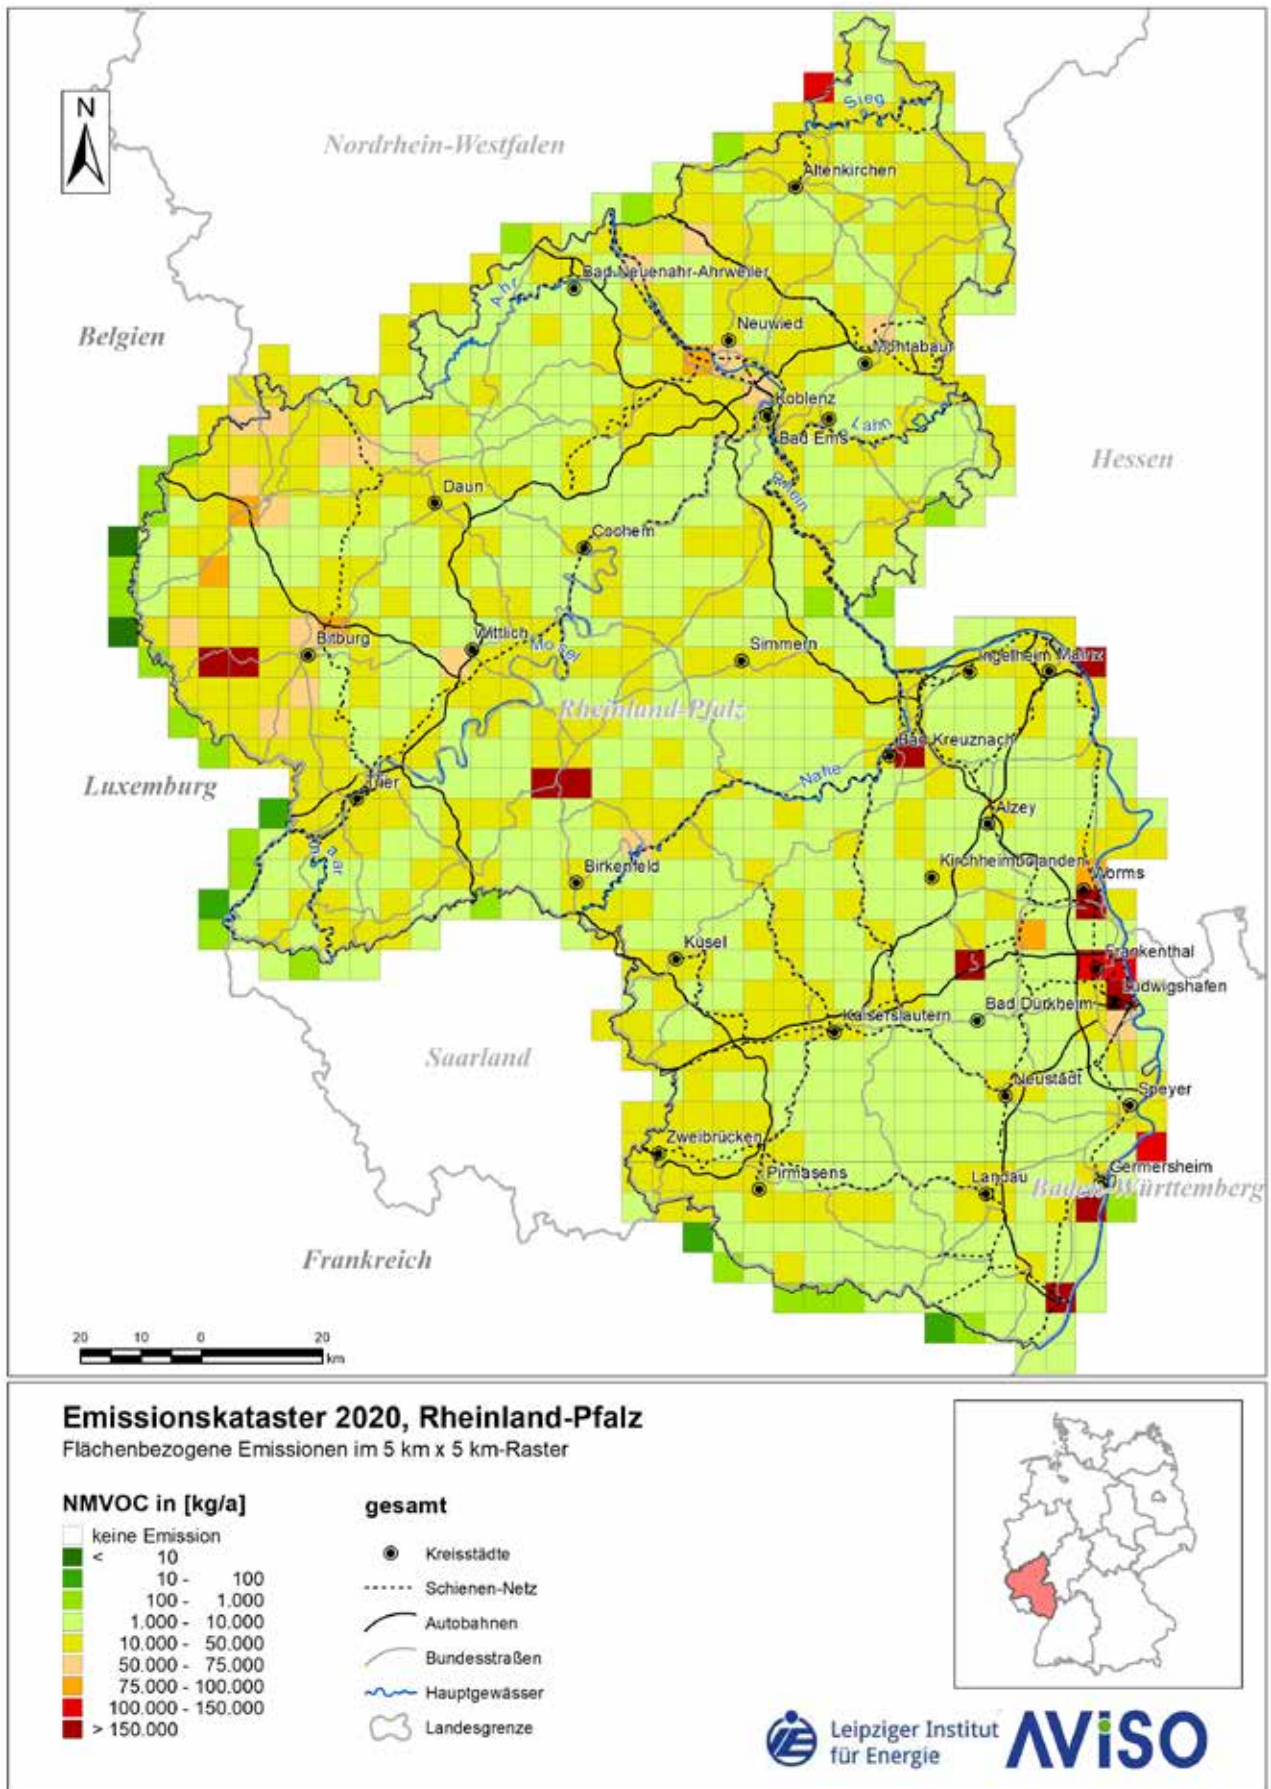 N
Nordrhein-Westfalen
Sieg
Altenkirchen
Bad Neuenahr-Ahrweiler
Ahr
Belgien
Neuwied
Montabaur
Koblenz
Lahn
Bad Ems
Hessen
Daun
Rhein
Cochem
Bitburg
Wittlich
Mosel
Simmern
Ingelheim
Mainz
Rheinland-Pfalz
Bad Kreuznach
Luxemburg
Trier
Nahe
Alzey
Saar
Birkenfeld
Kirchheimbolanden
Worms
Kusel
Frankenthal
Ludwigshafen
Bad Dürkheim
Kaiserslautern
Saarland
Neustadt
Speyer
Zweibrücken
Pirmasens
Landau
Germersheim
Baden-Württemberg
Frankreich
20 10 0 20
km
Emissionskataster 2020, Rheinland-Pfalz
Flächenbezogene Emissionen im 5 km x 5 km-Raster
NMVOC in [kg/a]
keine Emission
< 10
10 - 100
100 - 1.000
1.000 - 10.000
10.000 - 50.000
50.000 - 75.000
75.000 - 100.000
100.000 - 150.000
> 150.000
gesamt
Kreisstädte
Schienen-Netz
Autobahnen
Bundesstraßen
Hauptgewässer
Landesgrenze
Leipziger Institut
für Energie
AVISO